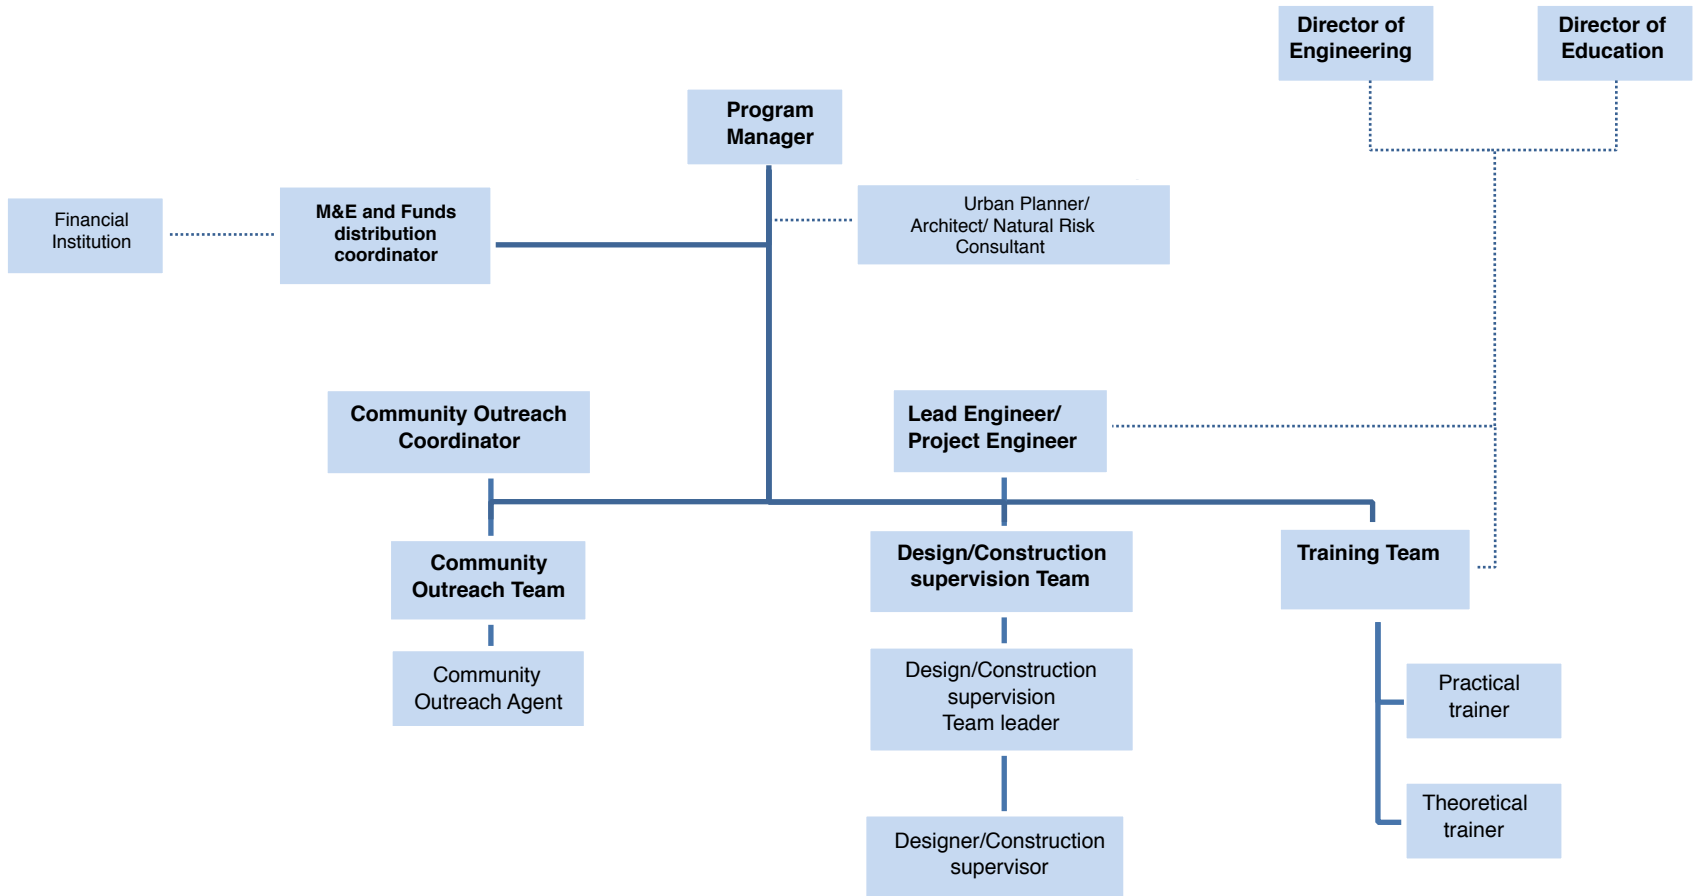 Director of
Engineering
Director of
Education
Program
Manager
Financial
Institution
M&E and Funds
distribution
coordinator
Urban Planner/
Architect/ Natural Risk
Consultant
Community Outreach
Coordinator
Lead Engineer/
Project Engineer
Community
Outreach Team
Design/Construction
supervision Team
Training Team
Community
Outreach Agent
Design/Construction
supervision
Team leader
Practical
trainer
Theoretical
trainer
Designer/Construction
supervisor